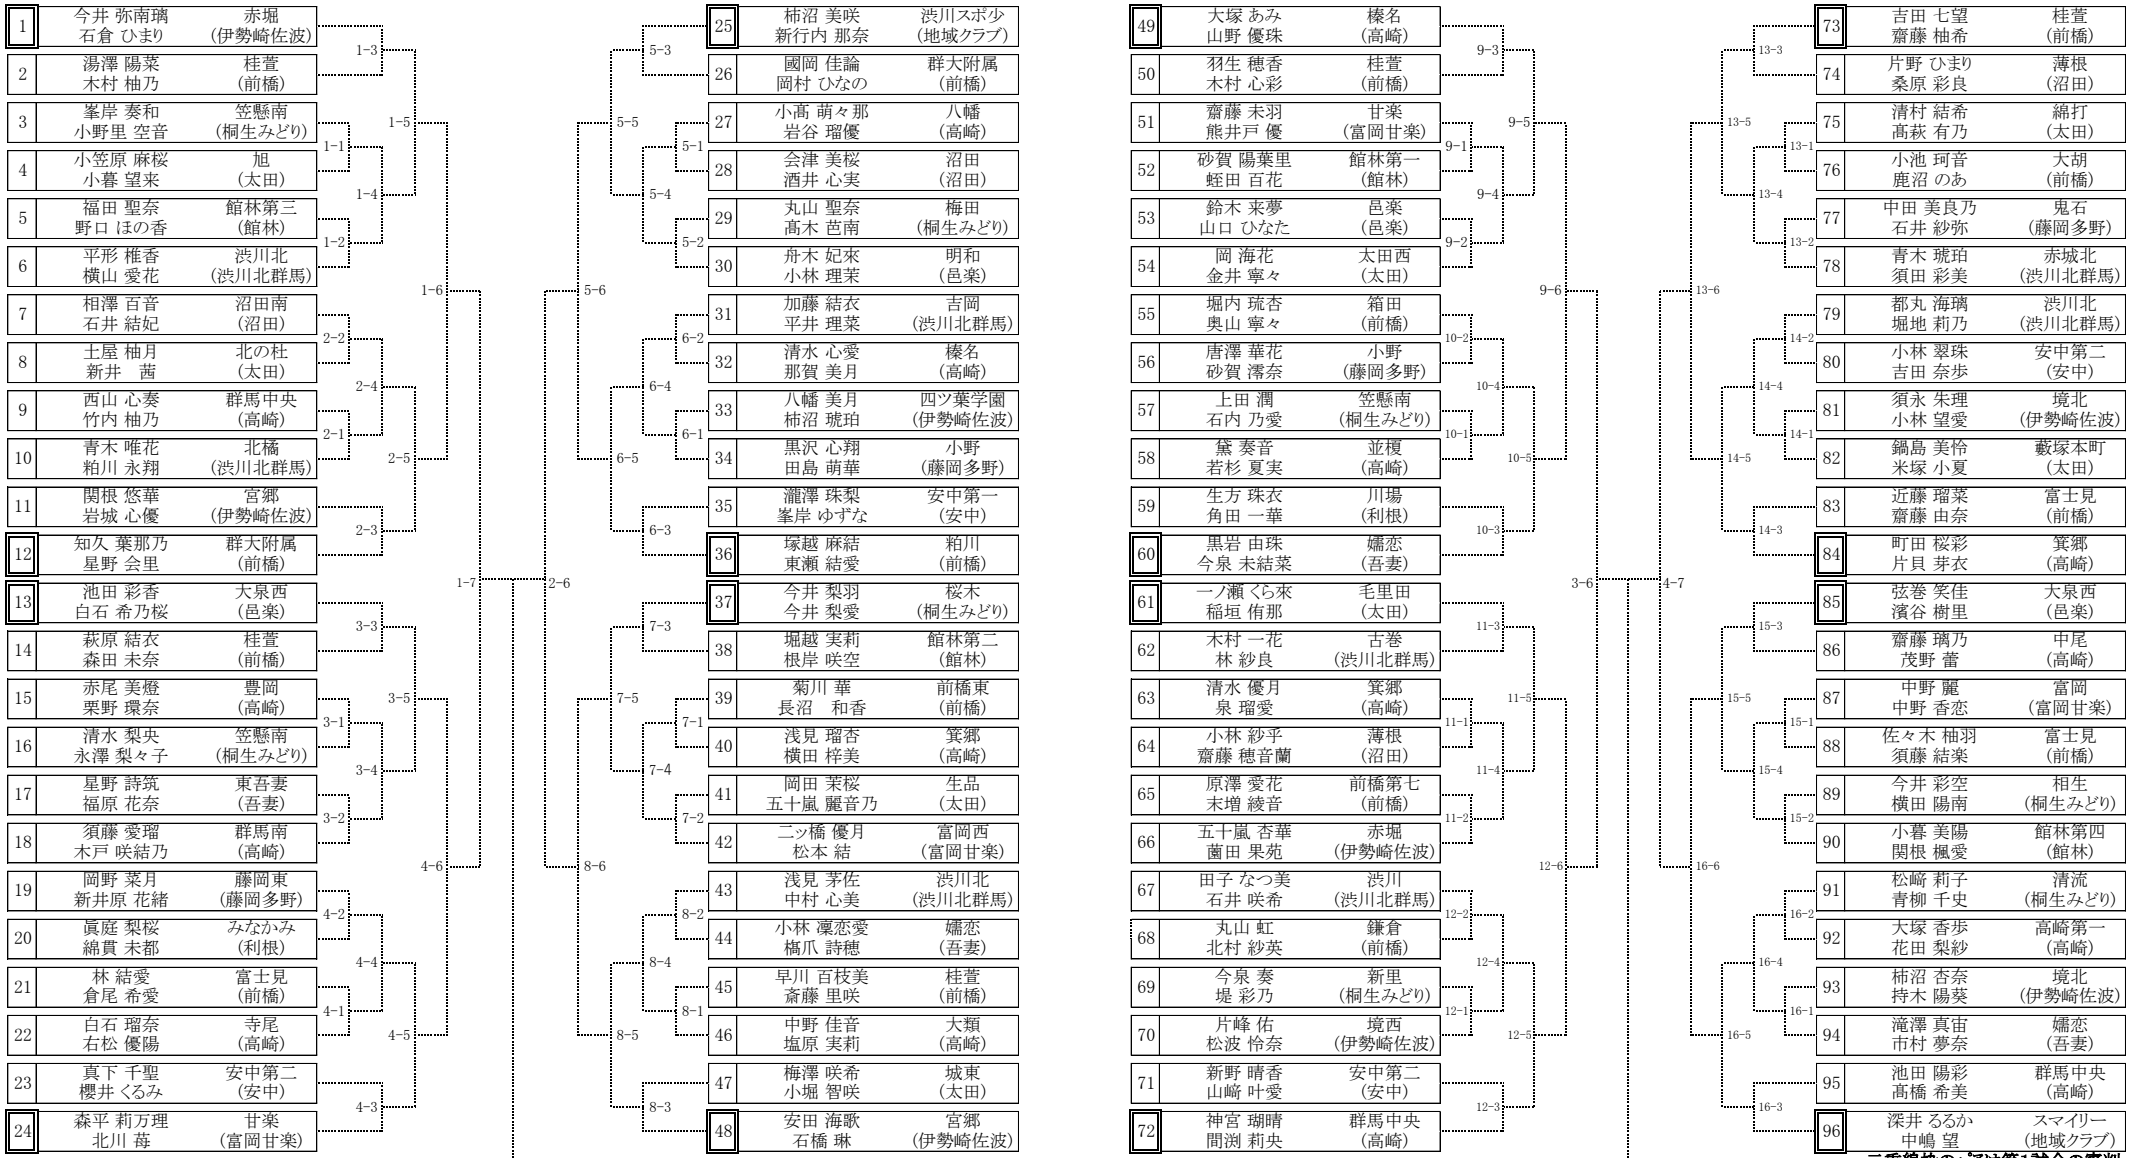 1 今井 弥南璃 赤堀
石倉 ひまり (伊勢崎佐波)
2 湯澤 陽菜 桂萱
木村 柚乃 (前橋)
3 峯岸 奏和 笠懸南
小野里 空音 (桐生みどり)
4 小笠原 麻桜 旭
小暮 望来 (太田)
5 福田 聖奈 館林第三
野口 ほの香 (館林)
6 平形 椎香 渋川北
横山 愛花 (渋川北群馬)
7 相澤 百音 沼田南
石井 結妃 (沼田)
8 土屋 柚月 北の杜
新井 茜 (太田)
9 西山 心奏 群馬中央
竹内 柚乃 (高崎)
10 青木 唯花 北橘
粕川 永翔 (渋川北群馬)
11 関根 悠華 宮郷
岩城 心優 (伊勢崎佐波)
12 知久 葉那乃 群大附属
星野 会里 (前橋)
13 池田 彩香 大泉西
白石 希乃桜 (邑楽)
14 萩原 結衣 桂萱
森田 未奈 (前橋)
15 赤尾 美燈 豊岡
栗野 環奈 (高崎)
16 清水 梨央 笠懸南
永澤 梨々子 (桐生みどり)
17 星野 詩筑 東吾妻
福原 花奈 (吾妻)
18 須藤 愛瑠 群馬南
木戸 咲結乃 (高崎)
19 岡野 菜月 藤岡東
新井原 花緒 (藤岡多野)
20 眞庭 梨桜 みなかみ
綿貫 未都 (利根)
21 林 結愛 富士見
倉尾 希愛 (前橋)
22 白石 瑠奈 寺尾
右松 優陽 (高崎)
23 真下 千聖 安中第二
櫻井 くるみ (安中)
24 森平 莉万理 甘楽
北川 苺 (富岡甘楽)
1-3
1-1
1-5
1-4
1-2
1-6
2-2
2-4
2-1
2-5
2-3
1-7
3-3
3-5
3-1
3-4
3-2
4-6
4-2
4-4
4-1
4-5
4-3
2-6
5-3
5-5
5-1
5-4
5-2
5-6
6-2
6-4
6-1
6-5
6-3
7-3
7-5
7-1
7-4
7-2
8-6
8-2
8-4
8-1
8-5
8-3
25 柿沼 美咲 渋川スポ少
新行内 那奈 (地域クラブ)
26 國岡 佳論 群大附属
岡村 ひなの (前橋)
27 小髙 萌々那 八幡
岩谷 瑠優 (高崎)
28 会津 美桜 沼田
酒井 心実 (沼田)
29 丸山 聖奈 梅田
髙木 芭南 (桐生みどり)
30 舟木 妃來 明和
小林 理茉 (邑楽)
31 加藤 結衣 吉岡
平井 理菜 (渋川北群馬)
32 清水 心愛 榛名
那賀 美月 (高崎)
33 八幡 美月 四ツ葉学園
柿沼 琥珀 (伊勢崎佐波)
34 黒沢 心翔 小野
田島 萌華 (藤岡多野)
35 瀧澤 珠梨 安中第一
峯岸 ゆずな (安中)
36 塚越 麻結 粕川
東瀬 結愛 (前橋)
37 今井 梨羽 桜木
今井 梨愛 (桐生みどり)
38 堀越 実莉 館林第二
根岸 咲空 (館林)
39 菊川 華 前橋東
長沼 和香 (前橋)
40 浅見 瑠杏 箕郷
横田 梓美 (高崎)
41 岡田 茉桜 生品
五十嵐 麗音乃 (太田)
42 二ッ橋 優月 富岡西
松本 結 (富岡甘楽)
43 浅見 茅佐 渋川北
中村 心美 (渋川北群馬)
44 小林 凜恋愛 嬬恋
槗爪 詩穂 (吾妻)
45 早川 百枝美 桂萱
斎藤 里咲 (前橋)
46 中野 佳音 大類
塩原 実莉 (高崎)
47 梅澤 咲希 城東
小堀 智咲 (太田)
48 安田 海歌 宮郷
石橋 琳 (伊勢崎佐波)
49 大塚 あみ 榛名
山野 優珠 (高崎)
50 羽生 穂香 桂萱
木村 心彩 (前橋)
51 齋藤 未羽 甘楽
熊井戸 優 (富岡甘楽)
52 砂賀 陽葉里 館林第一
蛭田 百花 (館林)
53 鈴木 来夢 邑楽
山口 ひなた (邑楽)
54 岡 海花 太田西
金井 寧々 (太田)
55 堀内 琉杏 箱田
奥山 寧々 (前橋)
56 唐澤 華花 小野
砂賀 澪奈 (藤岡多野)
57 上田 潤 笠懸南
石内 乃愛 (桐生みどり)
58 黛 奏音 並榎
若杉 夏実 (高崎)
59 生方 珠衣 川場
角田 一華 (利根)
60 黒岩 由珠 嬬恋
今泉 未結菜 (吾妻)
61 一ノ瀬 くら來 毛里田
稲垣 侑那 (太田)
62 木村 一花 古巻
林 紗良 (渋川北群馬)
63 清水 優月 箕郷
泉 瑠愛 (高崎)
64 小林 紗乎 薄根
齋藤 穂音蘭 (沼田)
65 原澤 愛花 前橋第七
末増 綾音 (前橋)
66 五十嵐 杏華 赤堀
薗田 果苑 (伊勢崎佐波)
67 田子 なつ美 渋川
石井 咲希 (渋川北群馬)
68 丸山 虹 鎌倉
北村 紗英 (前橋)
69 今泉 奏 新里
堤 彩乃 (桐生みどり)
70 片峰 佑 境西
松波 怜奈 (伊勢崎佐波)
71 新野 晴香 安中第二
山﨑 叶愛 (安中)
72 神宮 瑚晴 群馬中央
間渕 莉央 (高崎)
9-3
9-5
9-1
9-4
9-2
9-6
10-2
10-4
10-1
10-5
10-3
3-6
11-3
11-5
11-1
11-4
11-2
12-6
12-2
12-4
12-1
12-5
12-3
4-7
13-3
13-5
13-1
13-4
13-2
13-6
14-2
14-4
14-1
14-5
14-3
15-3
15-5
15-1
15-4
15-2
16-6
16-2
16-4
16-1
16-5
16-3
73 吉田 七望 桂萱
齋藤 柚希 (前橋)
74 片野 ひまり 薄根
桑原 彩良 (沼田)
75 清村 結希 綿打
髙萩 有乃 (太田)
76 小池 珂音 大胡
鹿沼 のあ (前橋)
77 中田 美良乃 鬼石
石井 紗弥 (藤岡多野)
78 青木 琥珀 赤城北
須田 彩美 (渋川北群馬)
79 都丸 海璃 渋川北
堀地 莉乃 (渋川北群馬)
80 小林 翠珠 安中第二
吉田 奈歩 (安中)
81 須永 朱理 境北
小林 望愛 (伊勢崎佐波)
82 鍋島 美怜 藪塚本町
米塚 小夏 (太田)
83 近藤 瑠菜 富士見
齋藤 由奈 (前橋)
84 町田 桜彩 箕郷
片貝 芽衣 (高崎)
85 弦巻 笑佳 大泉西
濱谷 樹里 (邑楽)
86 齋藤 璃乃 中尾
茂野 蕾 (高崎)
87 中野 麗 富岡
中野 香恋 (富岡甘楽)
88 佐々木 柚羽 富士見
須藤 結楽 (前橋)
89 今井 彩空 相生
横田 陽南 (桐生みどり)
90 小暮 美陽 館林第四
関根 楓愛 (館林)
91 松﨑 莉子 清流
青柳 千史 (桐生みどり)
92 大塚 香歩 高崎第一
花田 梨紗 (高崎)
93 柿沼 杏奈 境北
持木 陽葵 (伊勢崎佐波)
94 滝澤 真宙 嬬恋
市村 夢奈 (吾妻)
95 池田 陽彩 群馬中央
髙橋 希美 (高崎)
96 深井 るるか スマイリー
中嶋 望 (地域クラブ)